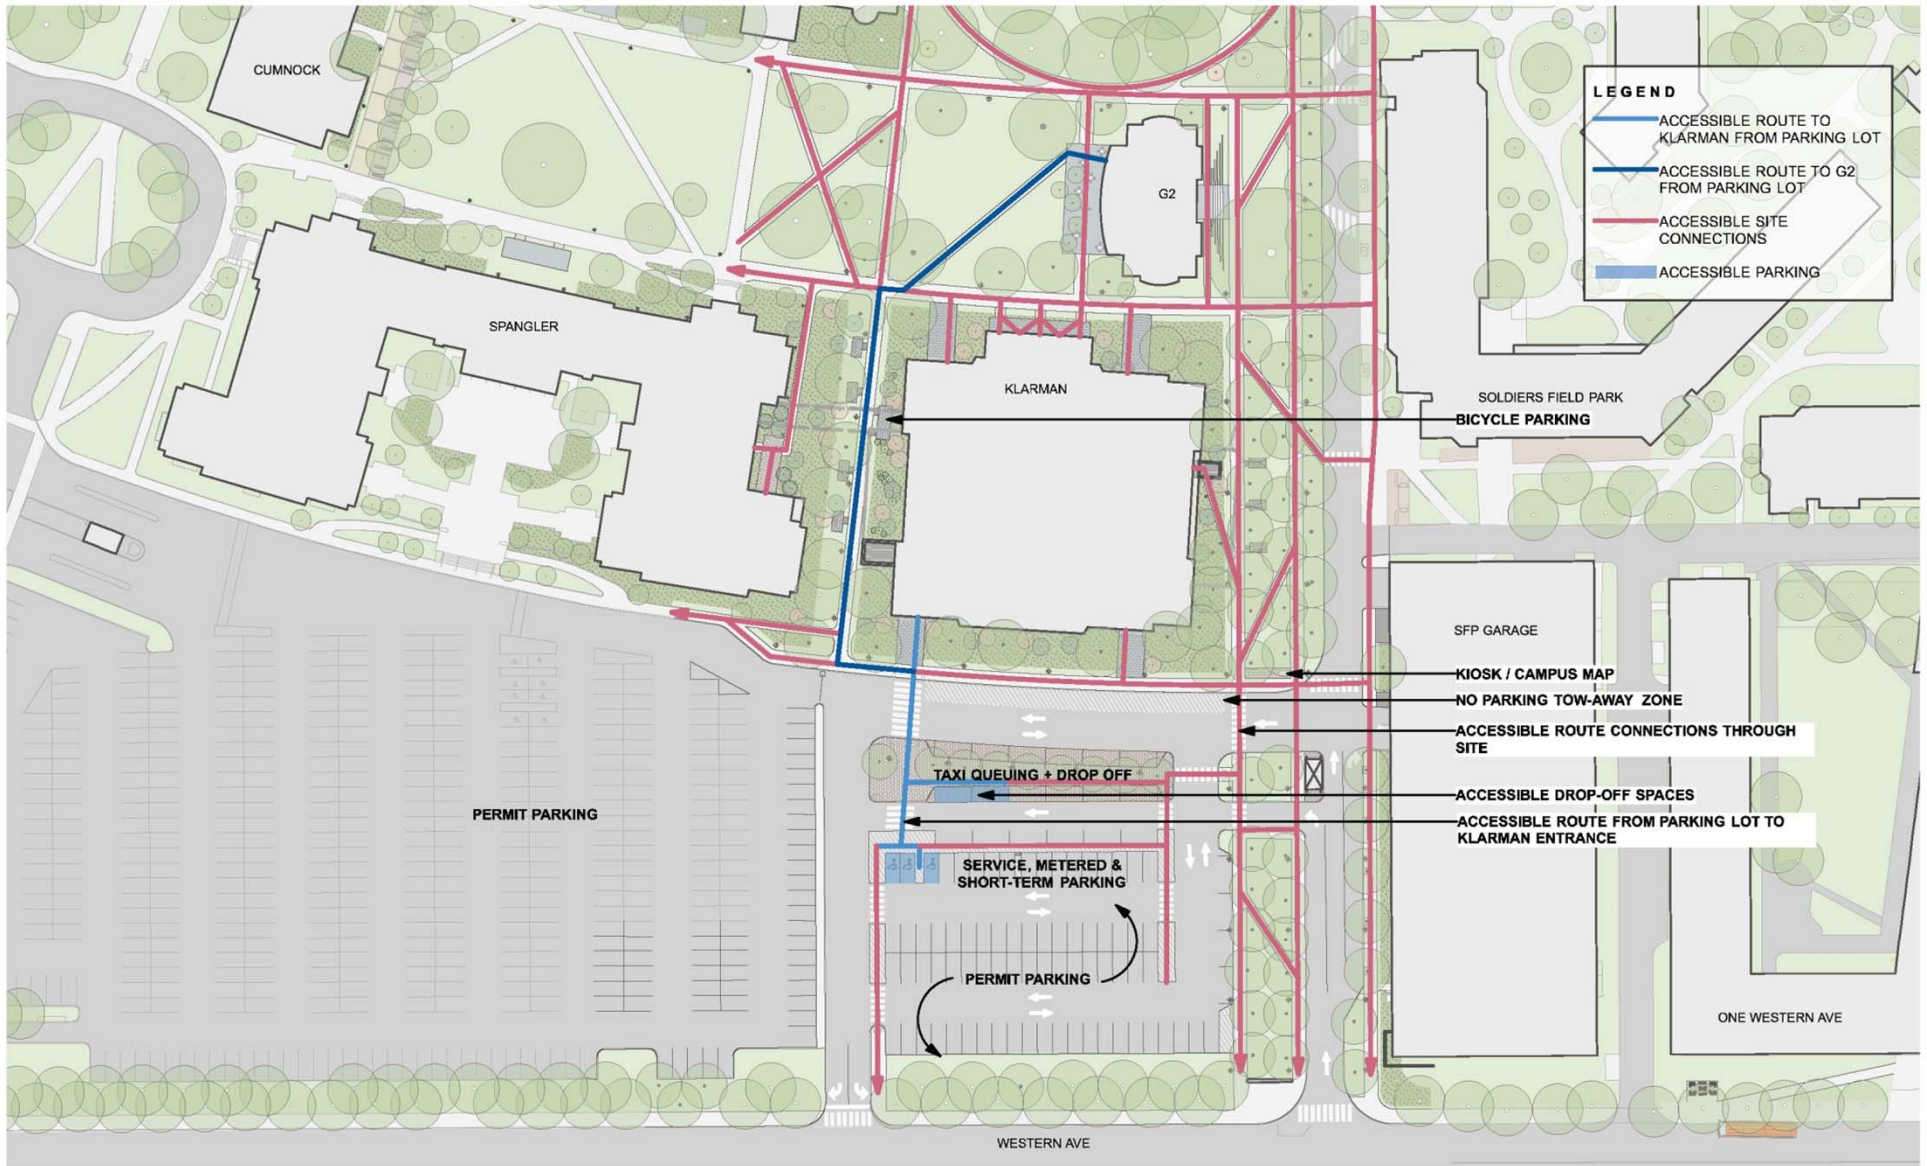 CUMNOCK
G2
LEGEND
ACCESSIBLE ROUTE TO
KLARMAN FROM PARKING LOT
ACCESSIBLE ROUTE TO G2
FROM PARKING LOT
ACCESSIBLE SITE
CONNECTIONS
ACCESSIBLE PARKING
SPANGLER
KLARMAN
SOLDIERS FIELD PARK
BICYCLE PARKING
SFP GARAGE
KIOSK / CAMPUS MAP
NO PARKING TOW-AWAY ZONE
ACCESSIBLE ROUTE CONNECTIONS THROUGH
SITE
TAXI QUEUING + DROP OFF
ACCESSIBLE DROP-OFF SPACES
PERMIT PARKING
ACCESSIBLE ROUTE FROM PARKING LOT TO
KLARMAN ENTRANCE
SERVICE, METERED &
SHORT-TERM PARKING
PERMIT PARKING
ONE WESTERN AVE
WESTERN AVE